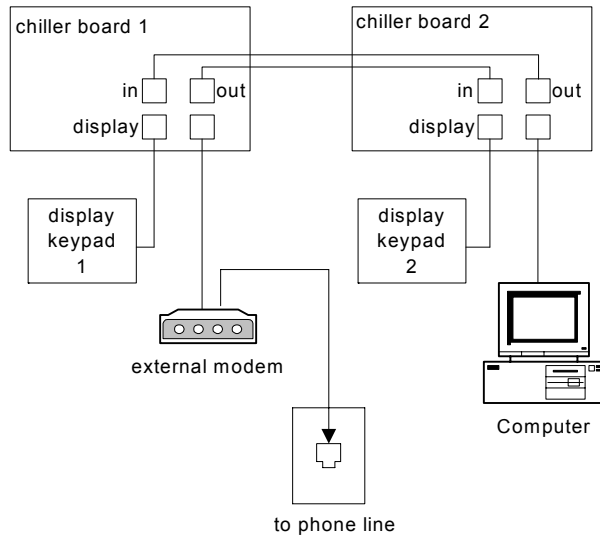 chiller board 1
chiller board 2
in
out
in
out
display
display
display
keypad
1
display
keypad
2
external modem
Computer
to phone line